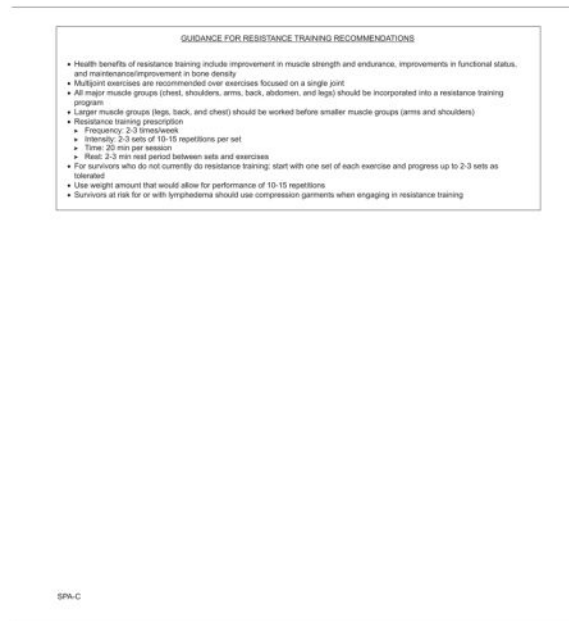 GUIDANCE FOR RESISTANCE TRAINING RECOMMENDATIONS
• Health benefits of resistance training include improvement in muscle strength and endurance, improvements in functional status,
and maintenance/improvement in bone density
• Multijoint exercises are recommended over exercises focused on a single joint
• All major muscle groups (chest, shoulders, arms, back, abdomen, and legs) should be incorporated into a resistance training
program
• Larger muscle groups (legs, back, and chest) should be worked before smaller muscle groups (arms and shoulders)
• Resistance training prescription
► Frequency: 2-3 times/week
► Intensity: 2-3 sets of 10-15 repetitions per set
► Time: 20 min per session
► Rest: 2-3 min rest period between sets and exercises
• For survivors who do not currently do resistance training; start with one set of each exercise and progress up to 2-3 sets as
tolerated
• Use weight amount that would allow for performance of 10-15 repetitions
• Survivors at risk for or with lymphedema should use compression garments when engaging in resistance training
SPA-C